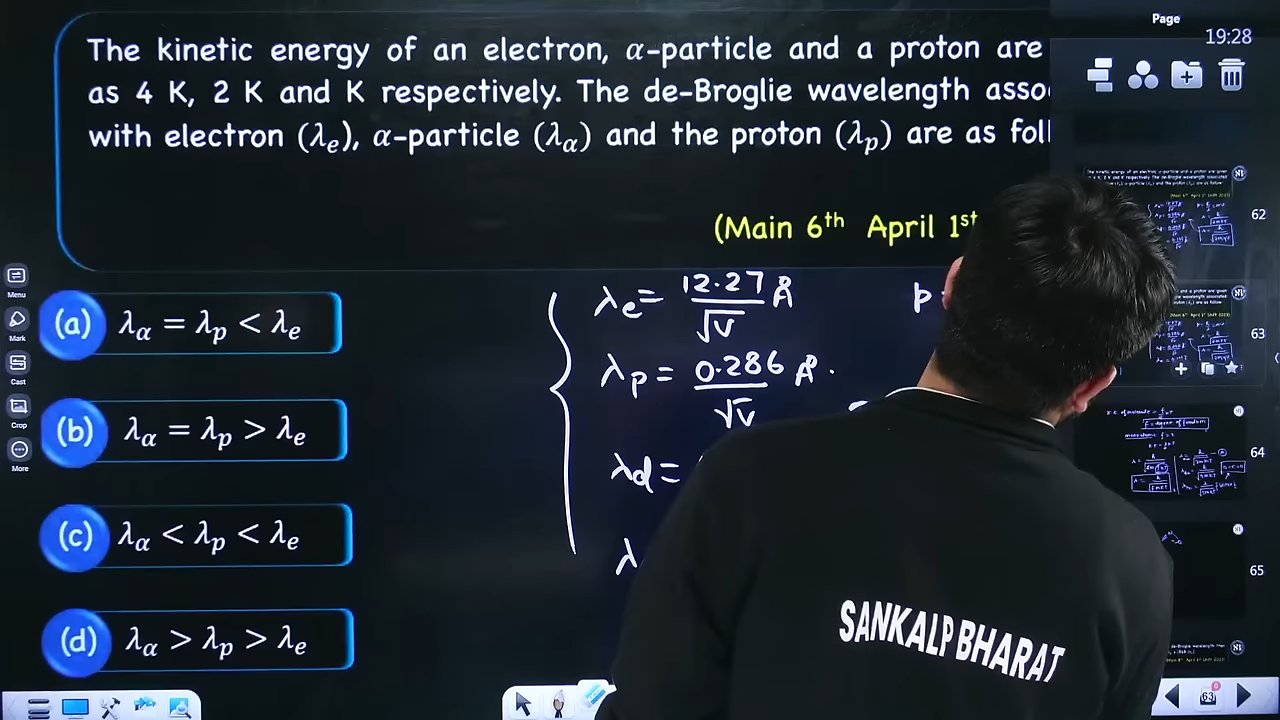 Page
19:28
The kinetic energy of an electron, α-particle and a proton are
as 4 K, 2 K and K respectively. The de-Broglie wavelength asso
with electron (λₑ), α-particle (λα) and the proton (λₚ) are as foll
(Main 6th April 1st
(a) λα = λₚ < λₑ
(b) λα = λₚ > λₑ
(c) λα < λₚ < λₑ
(d) λα > λₚ > λₑ
λe = 12.27/√V Å
λp = 0.286/√V Å.
λd =
λ
p
Menu
Mark
Cast
Crop
More
62
63
64
65
SANKALP BHARAT
63